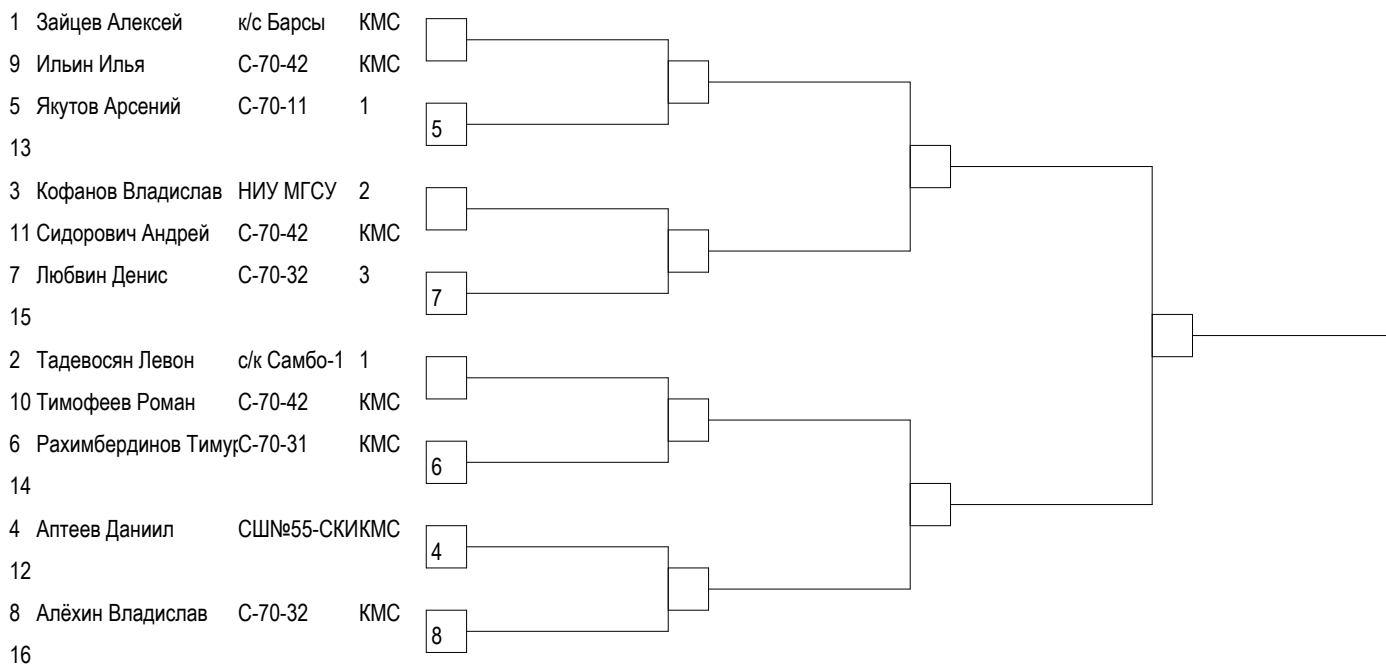 1 Зайцев Алексей к/с Барсы КМС
9 Ильин Илья С-70-42 КМС
5 Якутов Арсений С-70-11 1
5
13
3 Кофанов Владислав НИУ МГСУ 2
11 Сидорович Андрей С-70-42 КМС
7 Любвин Денис С-70-32 3
7
15
2 Тадевосян Левон с/к Самбо-1 1
10 Тимофеев Роман С-70-42 КМС
6 Рахимбердинов Тимур С-70-31 КМС
6
14
4 Аптеев Даниил СШ№55-СКИ КМС
4
12
8 Алёхин Владислав С-70-32 КМС
8
16